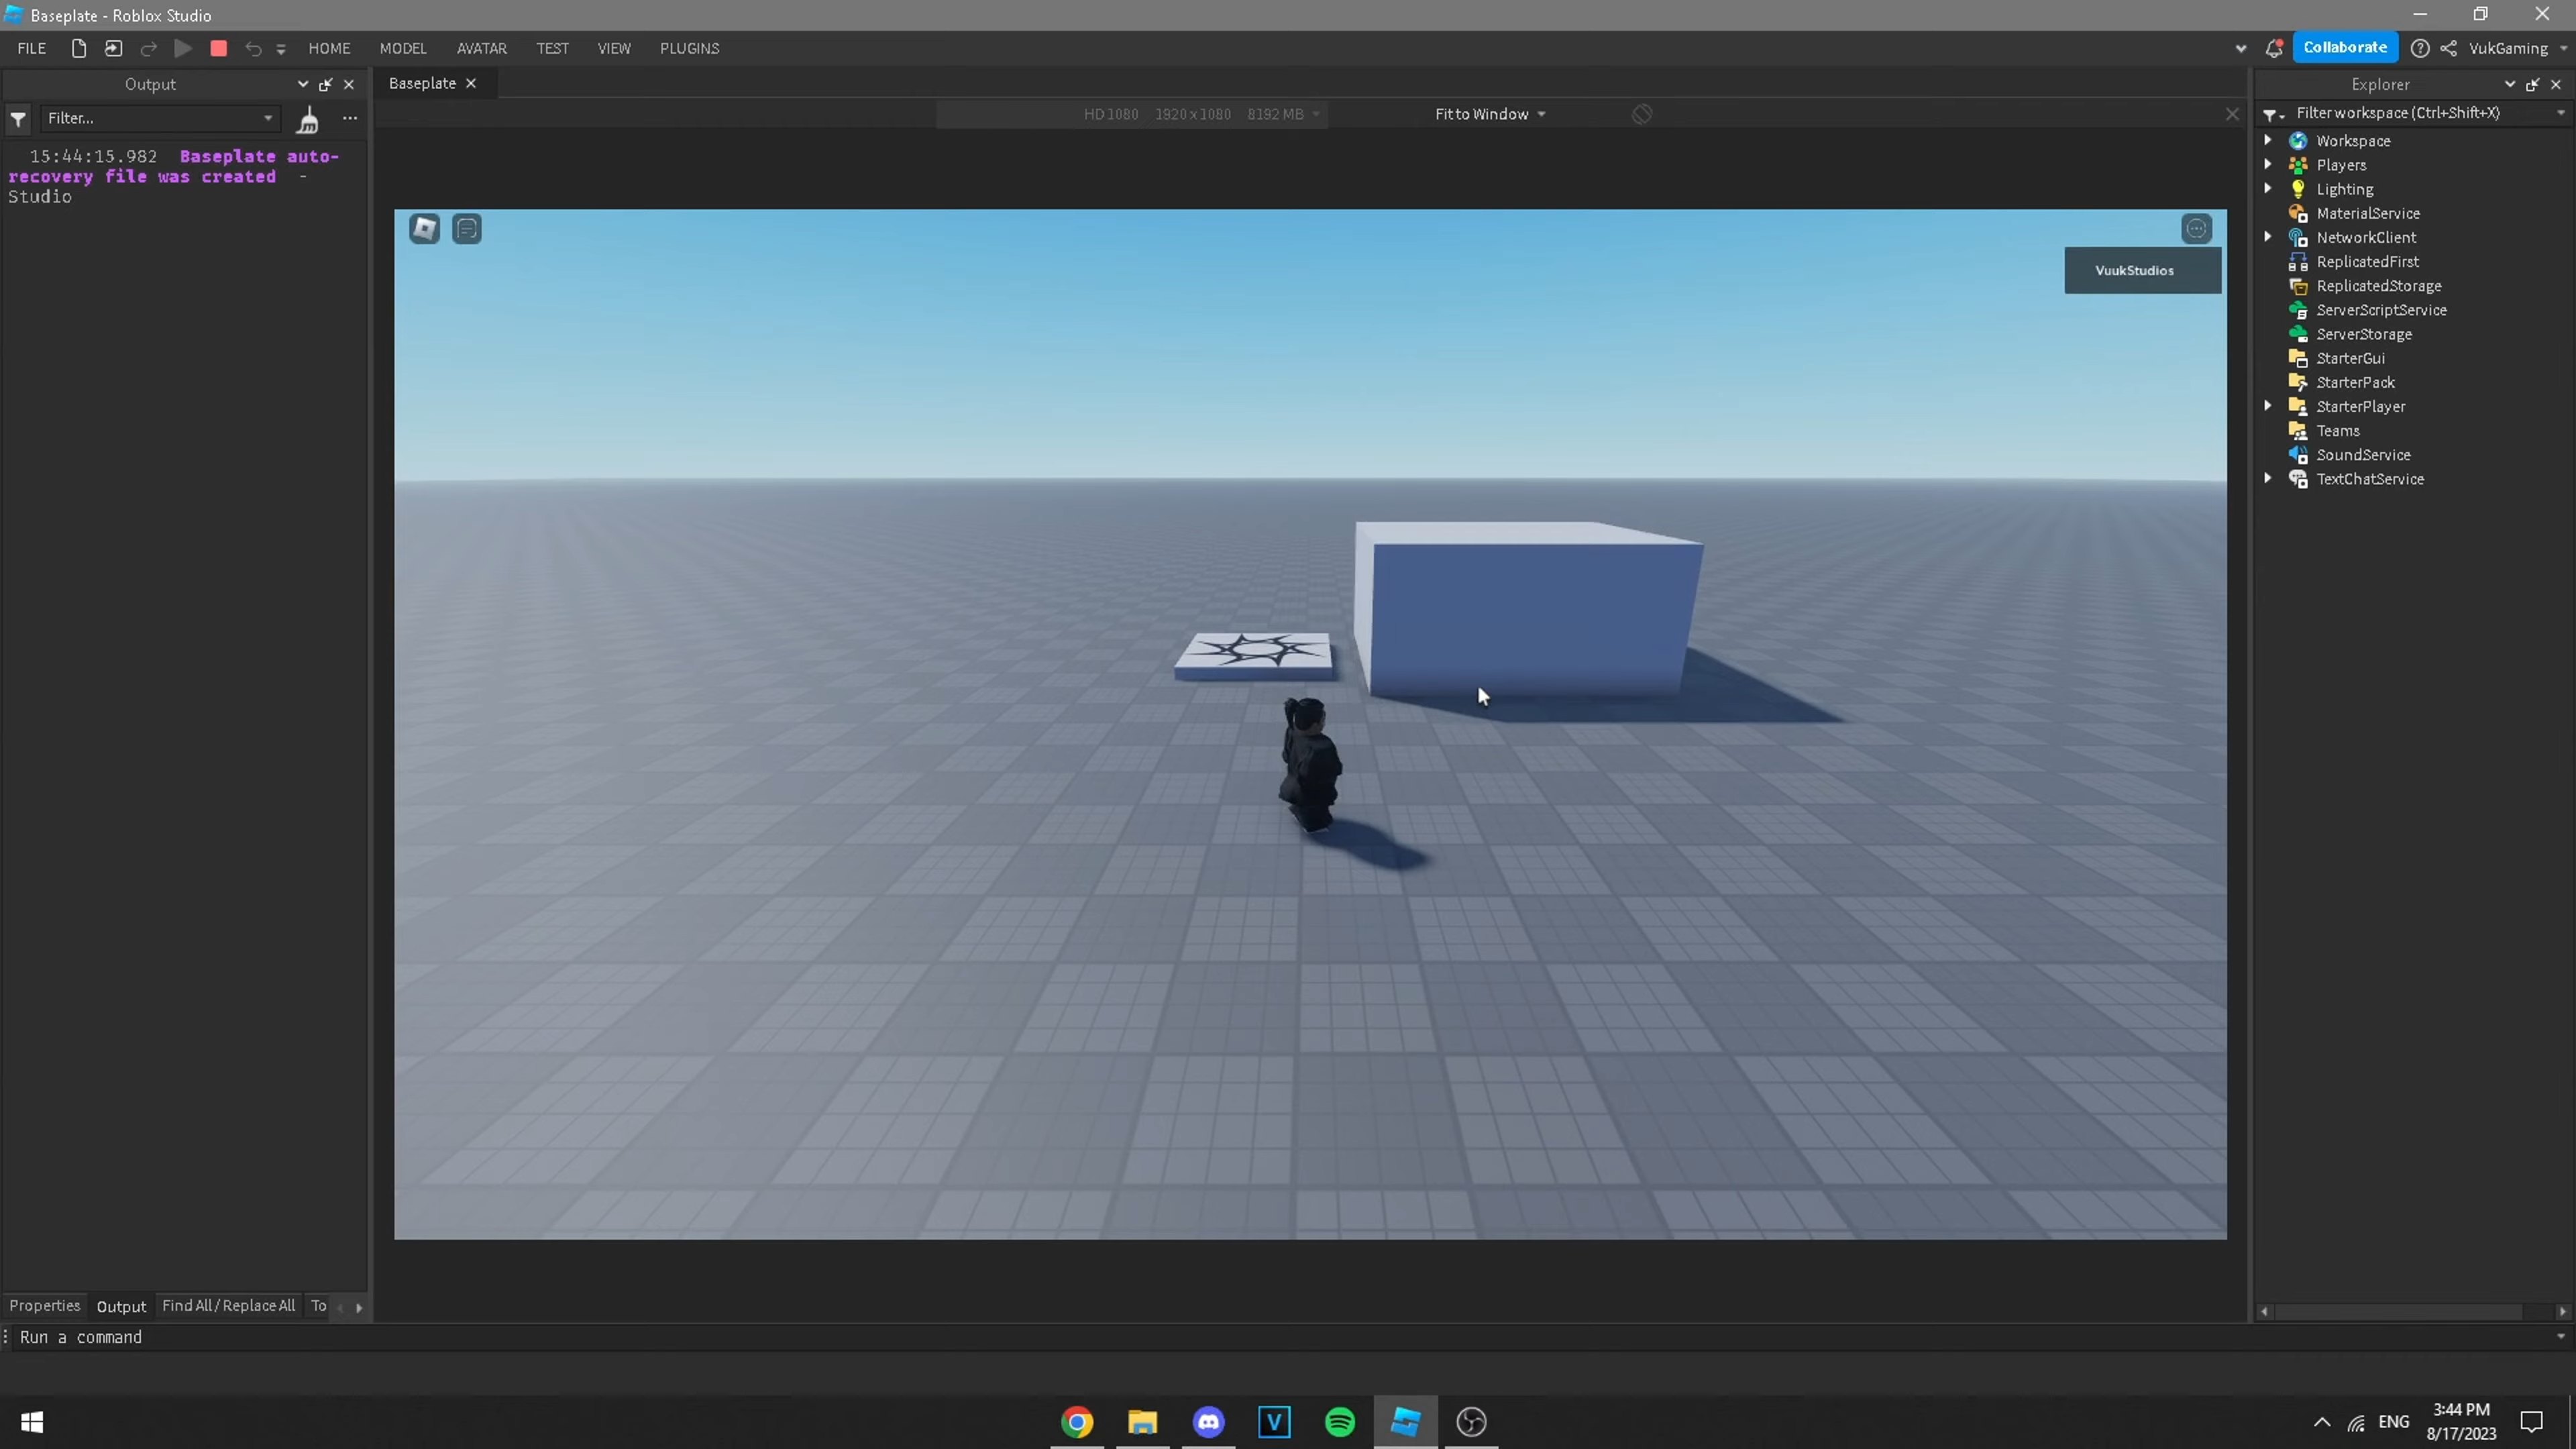 Baseplate - Roblox Studio
FILE HOME MODEL AVATAR TEST VIEW PLUGINS Collaborate VukGaming
Output
Filter...
15:44:15.982 Baseplate auto-
recovery file was created -
Studio
Baseplate
HD 1080 1920 x 1080 8192 MB Fit to Window
VuukStudios
Explorer
Filter workspace (Ctrl+Shift+X)
Workspace
Players
Lighting
MaterialService
NetworkClient
ReplicatedFirst
ReplicatedStorage
ServerScriptService
ServerStorage
StarterGui
StarterPack
StarterPlayer
Teams
SoundService
TextChatService
Properties Output Find All / Replace All To
Run a command
V
ENG
3:44 PM
8/17/2023